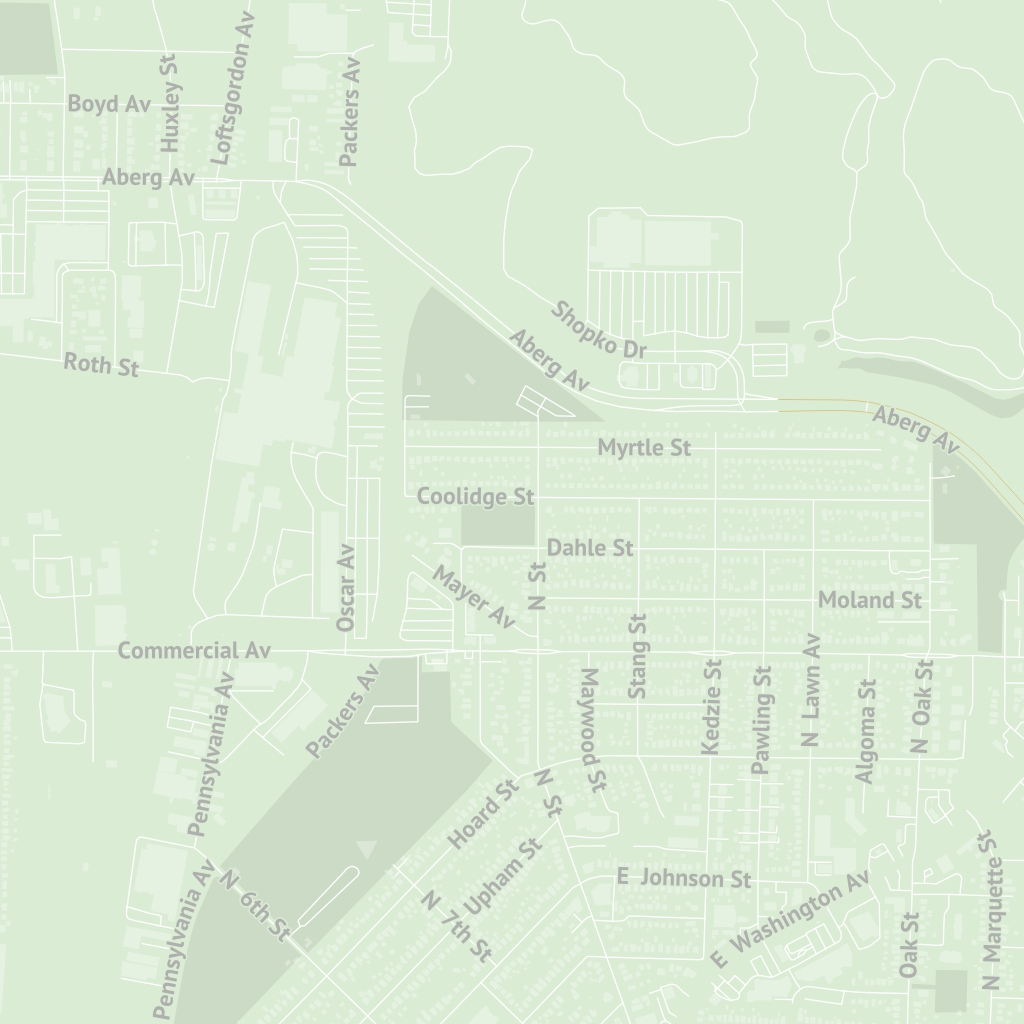 Boyd Av
Huxley St
Loftsgordon Av
Packers Av
Aberg Av
Roth St
Shopko Dr
Aberg Av
Aberg Av
Myrtle St
Coolidge St
Dahle St
Mayer Av
N St
Oscar Av
Moland St
Commercial Av
Stang St
N Lawn Av
Packers Av
Pennsylvania Av
Maywood St
Kedzie St
Pawling St
Algoma St
N Oak St
Hoard St
N St
Upham St
E Johnson St
E Washington Av
N 6th St
N 7th St
Pennsylvania Av
Oak St
N Marquette St